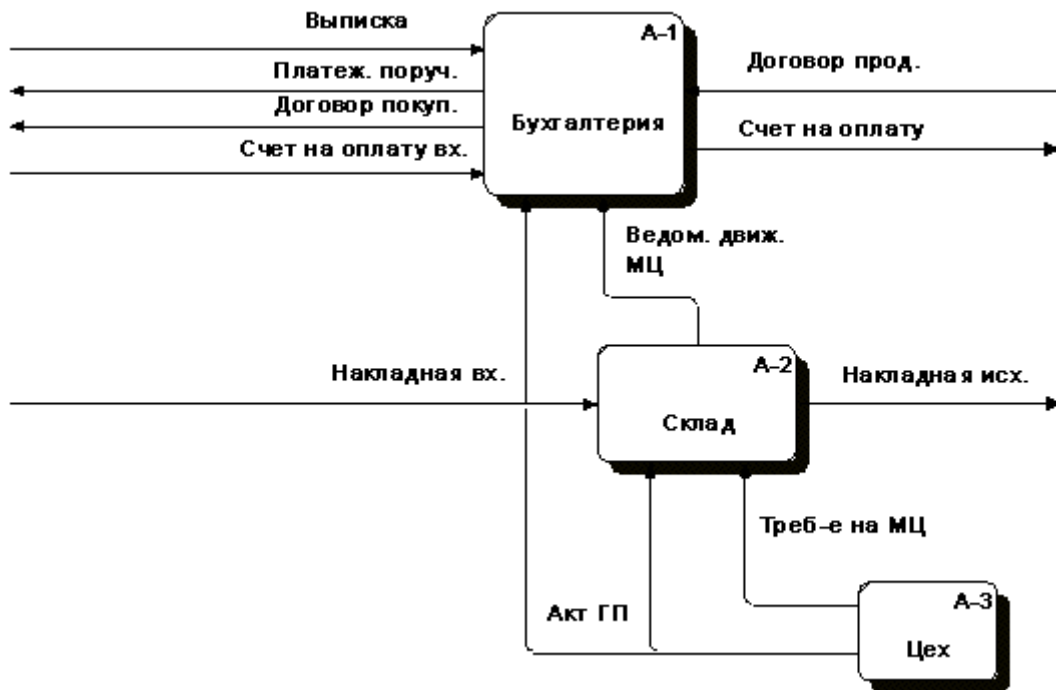 Выписка
А-1
Платеж. поруч.
Договор прод.
Договор покуп.
Бухгалтерия
Счет на оплату
Счет на оплату вх.
Ведом. движ.
МЦ
А-2
Накладная вх.
Накладная исх.
Склад
Треб-е на МЦ
А-3
Акт ГП
Цех